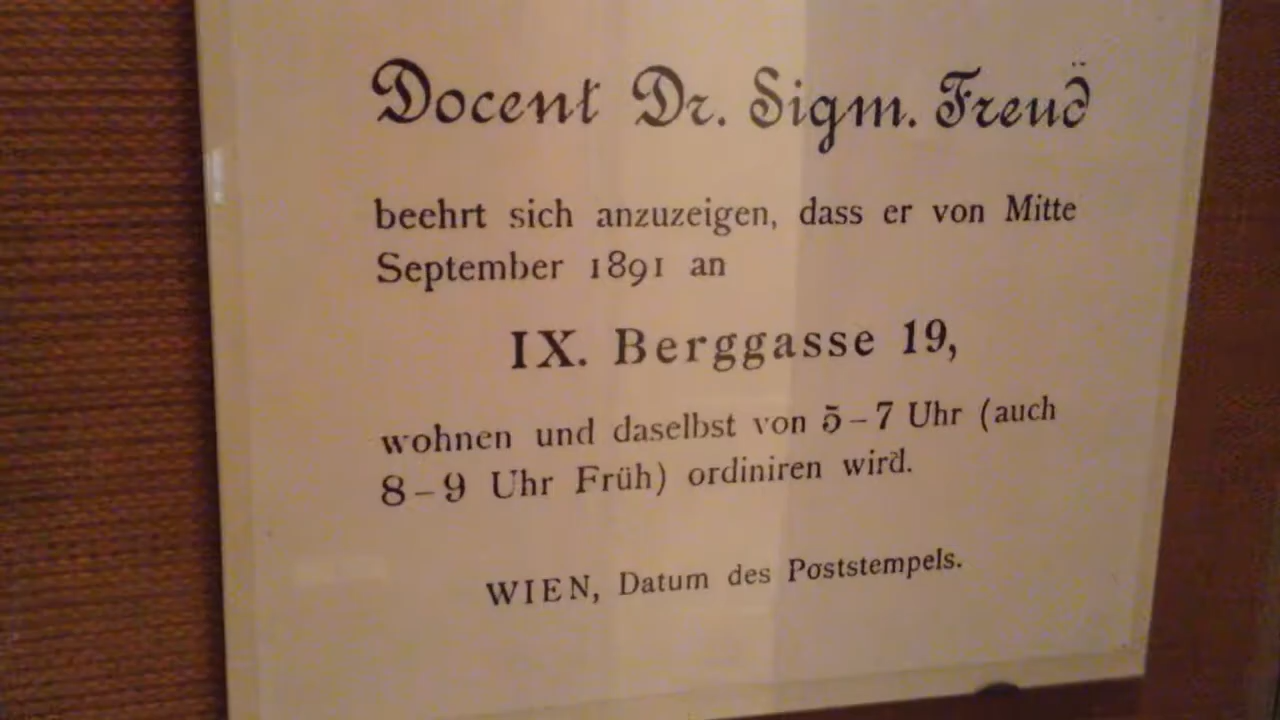 Docent Dr. Sigm. Freud
beehrt sich anzuzeigen, dass er von Mitte
September 1891 an
IX. Berggasse 19,
wohnen und daselbst von 5–7 Uhr (auch
8–9 Uhr Früh) ordiniren wird.
WIEN, Datum des Poststempels.